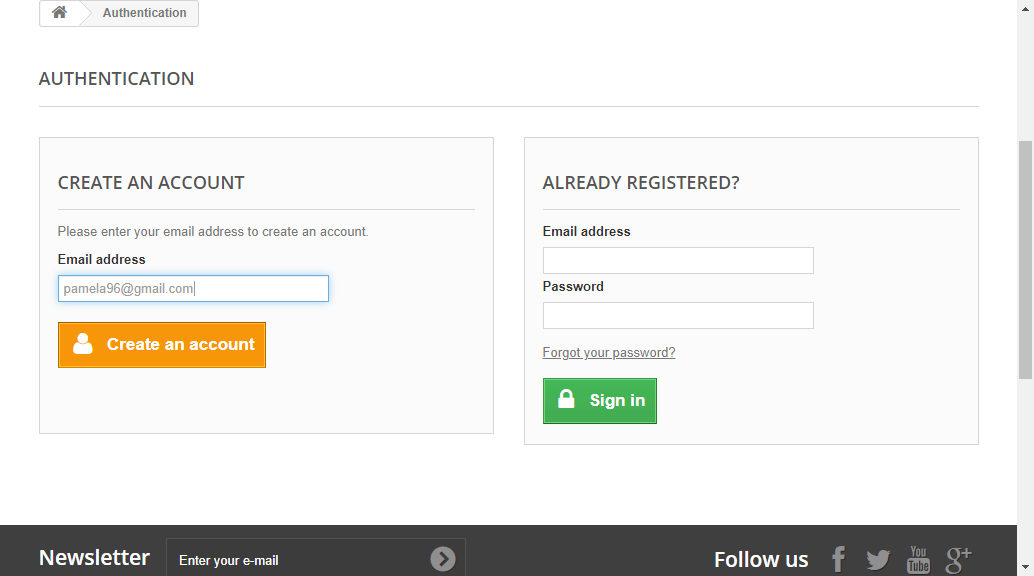 Authentication
AUTHENTICATION
CREATE AN ACCOUNT
Please enter your email address to create an account.
Email address
pamela96@gmail.com
Create an account
ALREADY REGISTERED?
Email address
Password
Forgot your password?
Sign in
Newsletter
Enter your e-mail
Follow us
You
Tube
g+